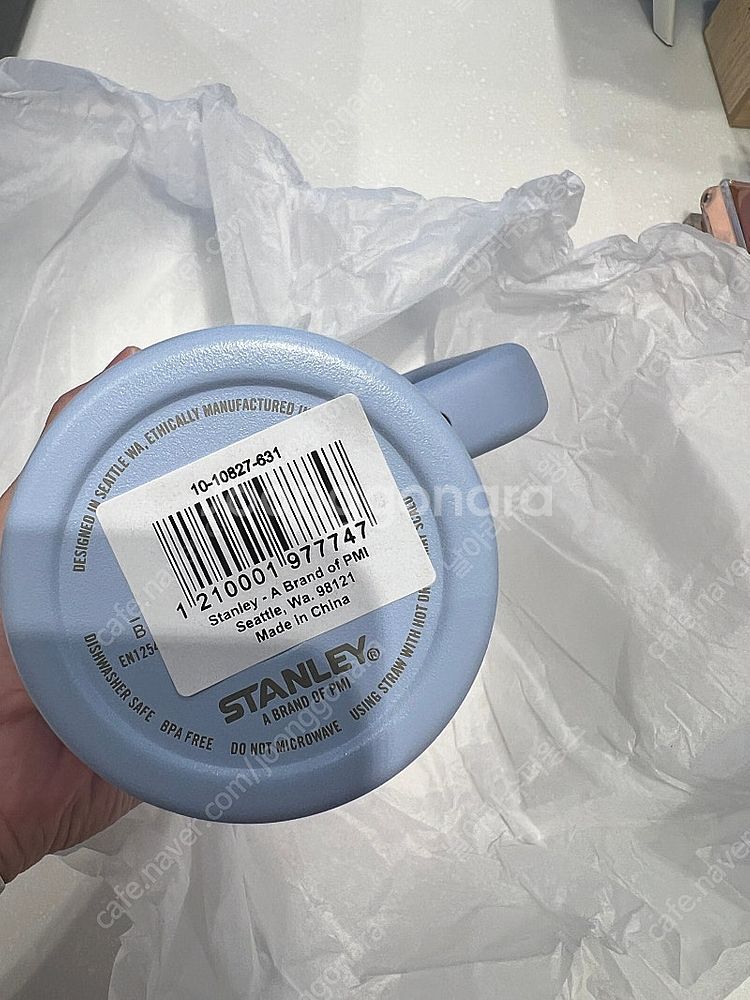 DESIGNED IN SEATTLE WA, ETHICALLY MANUFACTURED
10-10827-631
1 210001 977747
Stanley - A Brand of PMI
Seattle, Wa. 98121
Made in China
EN1254
DISHWASHER SAFE BPA FREE DO NOT MICROWAVE USING STRAW WITH HOT
STANLEY®
A BRAND OF PMI
joonggonara
cafe.naver.com/joonggonara